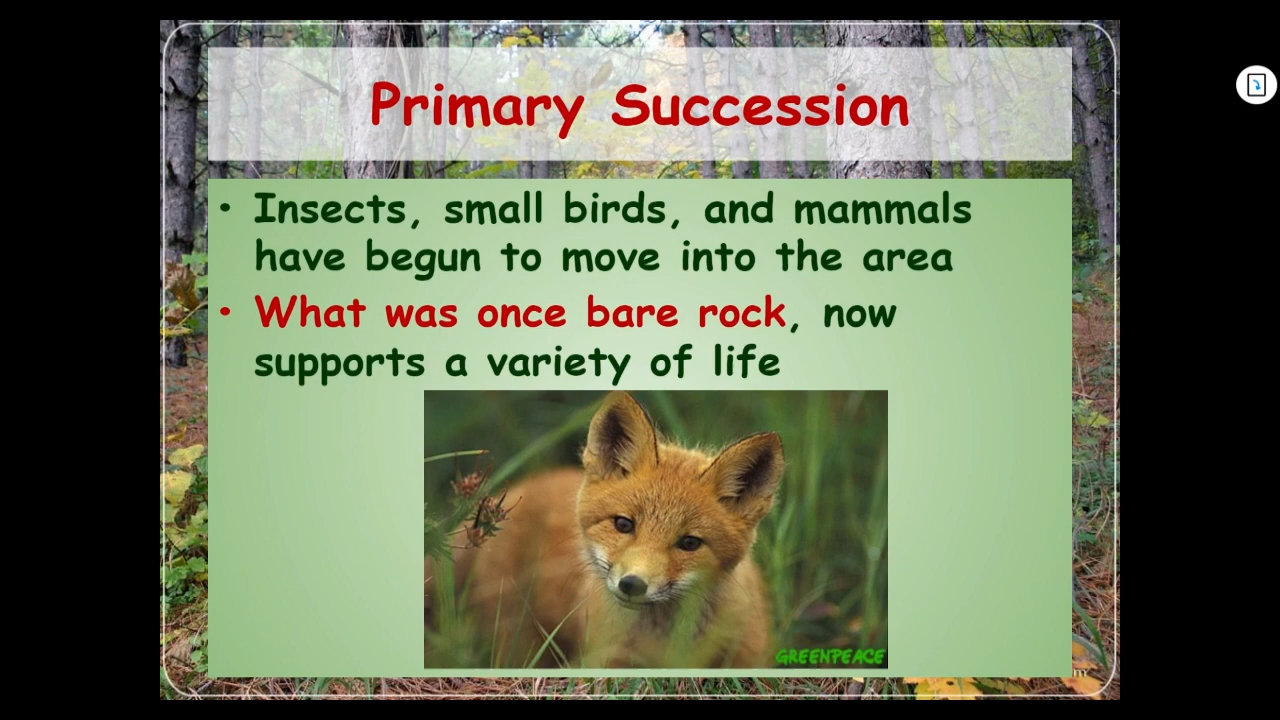 Primary Succession
• Insects, small birds, and mammals
have begun to move into the area
• What was once bare rock, now
supports a variety of life
GREENPEACE